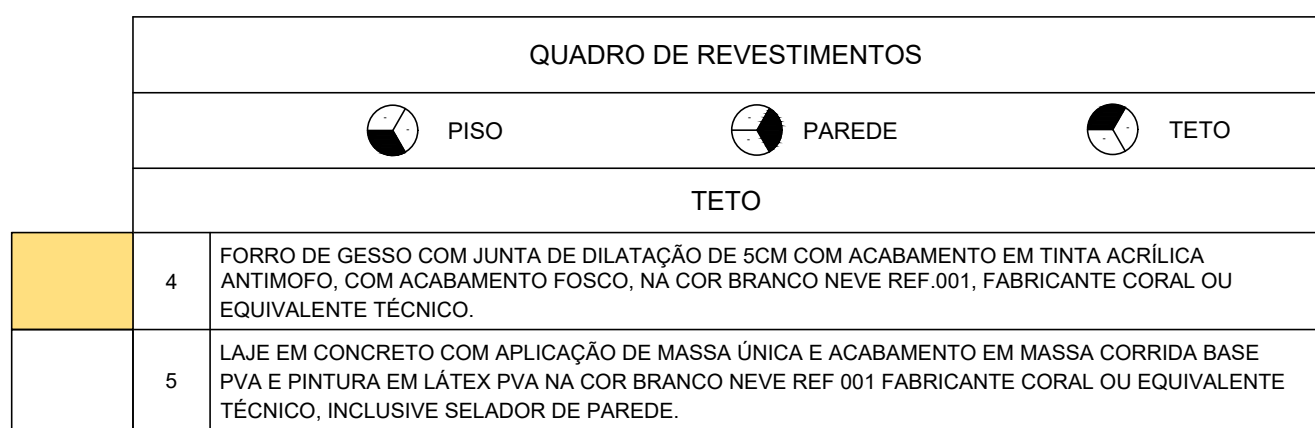 QUADRO DE REVESTIMENTOS
PISO
PAREDE
TETO
TETO
4
FORRO DE GESSO COM JUNTA DE DILATAÇÃO DE 5CM COM ACABAMENTO EM TINTA ACRÍLICA
ANTIMOFO, COM ACABAMENTO FOSCO, NA COR BRANCO NEVE REF.001, FABRICANTE CORAL OU
EQUIVALENTE TÉCNICO.
5
LAJE EM CONCRETO COM APLICAÇÃO DE MASSA ÚNICA E ACABAMENTO EM MASSA CORRIDA BASE
PVA E PINTURA EM LÁTEX PVA NA COR BRANCO NEVE REF 001 FABRICANTE CORAL OU EQUIVALENTE
TÉCNICO, INCLUSIVE SELADOR DE PAREDE.